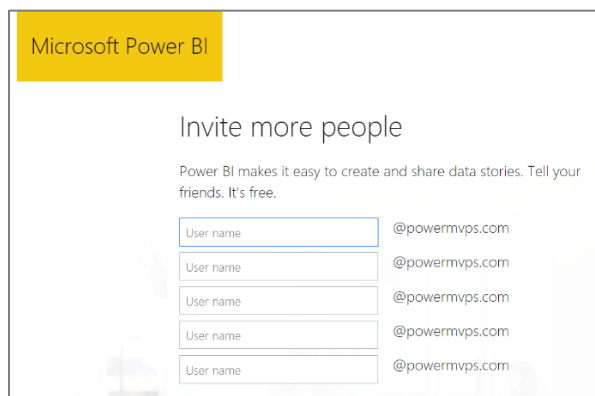 Microsoft Power BI
Invite more people
Power BI makes it easy to create and share data stories. Tell your
friends. It's free.
User name @powermvps.com
User name @powermvps.com
User name @powermvps.com
User name @powermvps.com
User name @powermvps.com